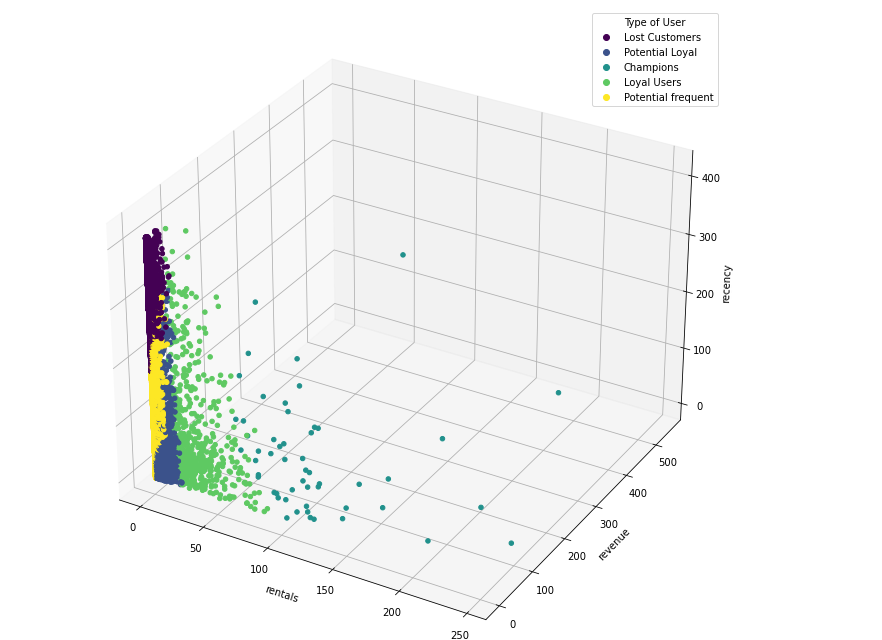 Type of User
Lost Customers
Potential Loyal
Champions
Loyal Users
Potential frequent
400
300
200
100
0
recency
500
400
300
200
100
0
revenue
0
50
100
150
200
250
rentals